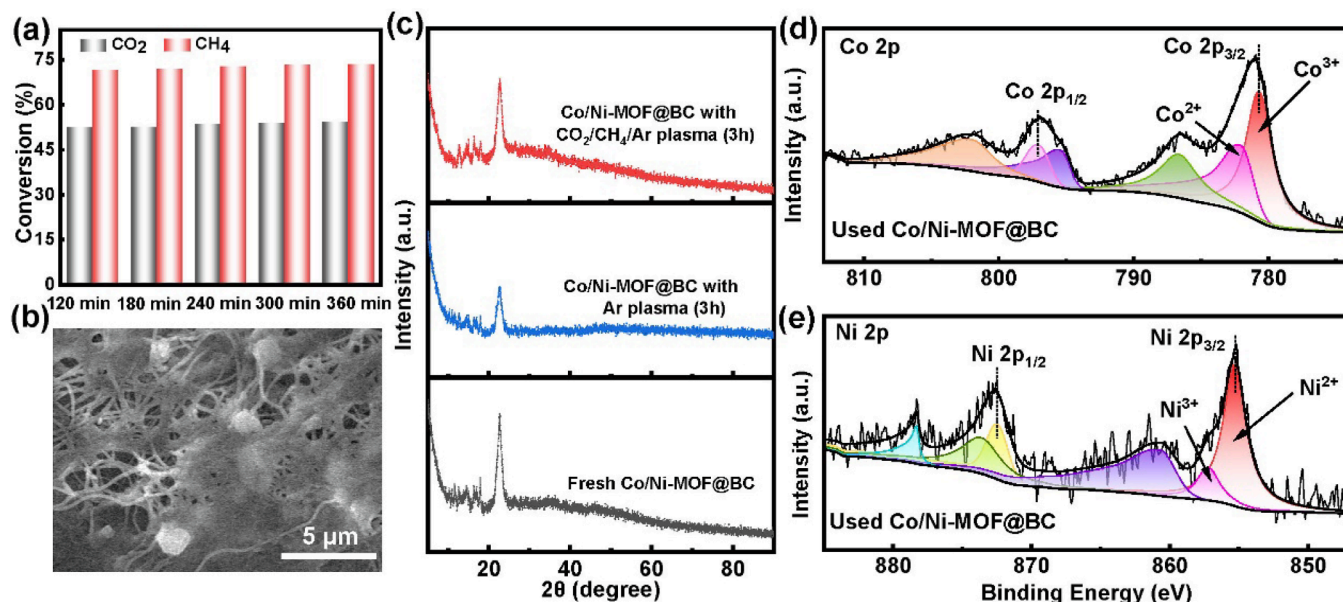 (a)
CO2 CH4
Conversion (%)
75
60
45
30
15
0
120 min 180 min 240 min 300 min 360 min
(b)
5 μm
(c)
Intensity (a.u.)
Co/Ni-MOF@BC with
CO2/CH4/Ar plasma (3h)
Co/Ni-MOF@BC with
Ar plasma (3h)
Fresh Co/Ni-MOF@BC
20 40 60 80
2θ (degree)
(d)
Intensity (a.u.)
Co 2p
Co 2p1/2
Co 2p3/2
Co3+
Co2+
Used Co/Ni-MOF@BC
810 800 790 780
(e)
Intensity (a.u.)
Ni 2p
Ni 2p1/2
Ni 2p3/2
Ni3+
Ni2+
Used Co/Ni-MOF@BC
880 870 860 850
Binding Energy (eV)